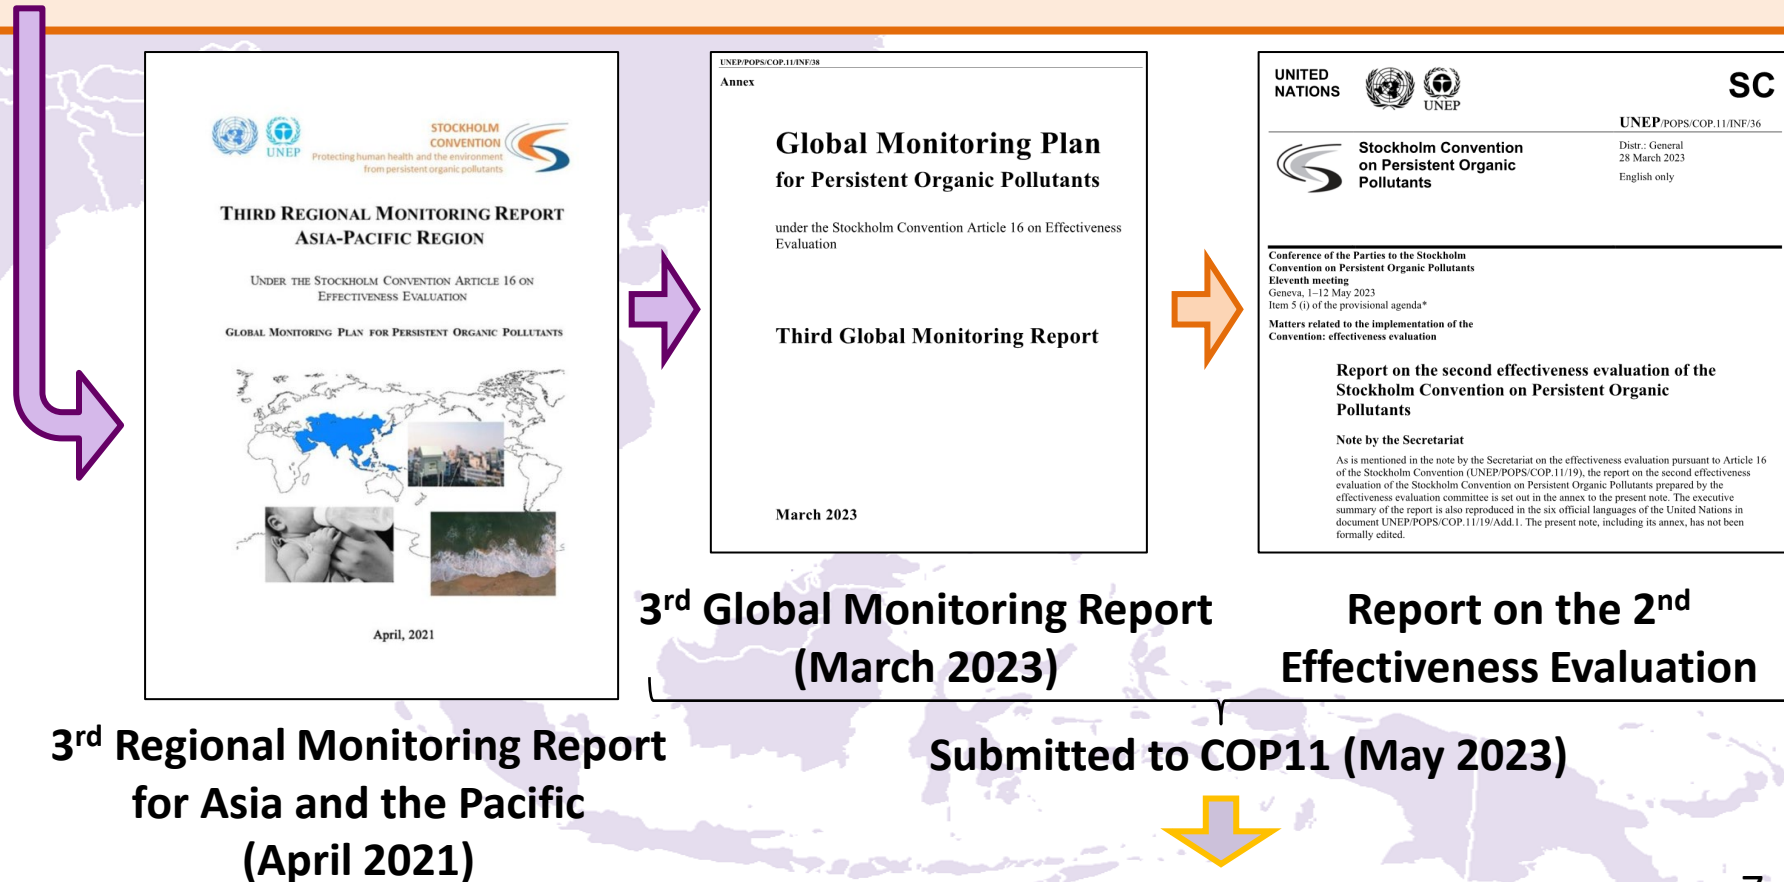 UNEP
STOCKHOLM
CONVENTION
Protecting human health and the environment
from persistent organic pollutants
THIRD REGIONAL MONITORING REPORT
ASIA-PACIFIC REGION
UNDER THE STOCKHOLM CONVENTION ARTICLE 16 ON
EFFECTIVENESS EVALUATION
GLOBAL MONITORING PLAN FOR PERSISTENT ORGANIC POLLUTANTS
April, 2021
3rd Regional Monitoring Report
for Asia and the Pacific
(April 2021)
UNEP/POPS/COP.11/INF/38
Annex
Global Monitoring Plan
for Persistent Organic Pollutants
under the Stockholm Convention Article 16 on Effectiveness
Evaluation
Third Global Monitoring Report
March 2023
3rd Global Monitoring Report
(March 2023)
UNITED
NATIONS
UNEP
SC
UNEP/POPS/COP.11/INF/36
Stockholm Convention
on Persistent Organic
Pollutants
Distr.: General
28 March 2023
English only
Conference of the Parties to the Stockholm
Convention on Persistent Organic Pollutants
Eleventh meeting
Geneva, 1–12 May 2023
Item 5 (i) of the provisional agenda*
Matters related to the implementation of the
Convention: effectiveness evaluation
Report on the second effectiveness evaluation of the
Stockholm Convention on Persistent Organic
Pollutants
Note by the Secretariat
As is mentioned in the note by the Secretariat on the effectiveness evaluation pursuant to Article 16
of the Stockholm Convention (UNEP/POPS/COP.11/19), the report on the second effectiveness
evaluation of the Stockholm Convention on Persistent Organic Pollutants prepared by the
effectiveness evaluation committee is set out in the annex to the present note. The executive
summary of the report is also reproduced in the six official languages of the United Nations in
document UNEP/POPS/COP.11/19/Add.1. The present note, including its annex, has not been
formally edited.
Report on the 2nd
Effectiveness Evaluation
Submitted to COP11 (May 2023)